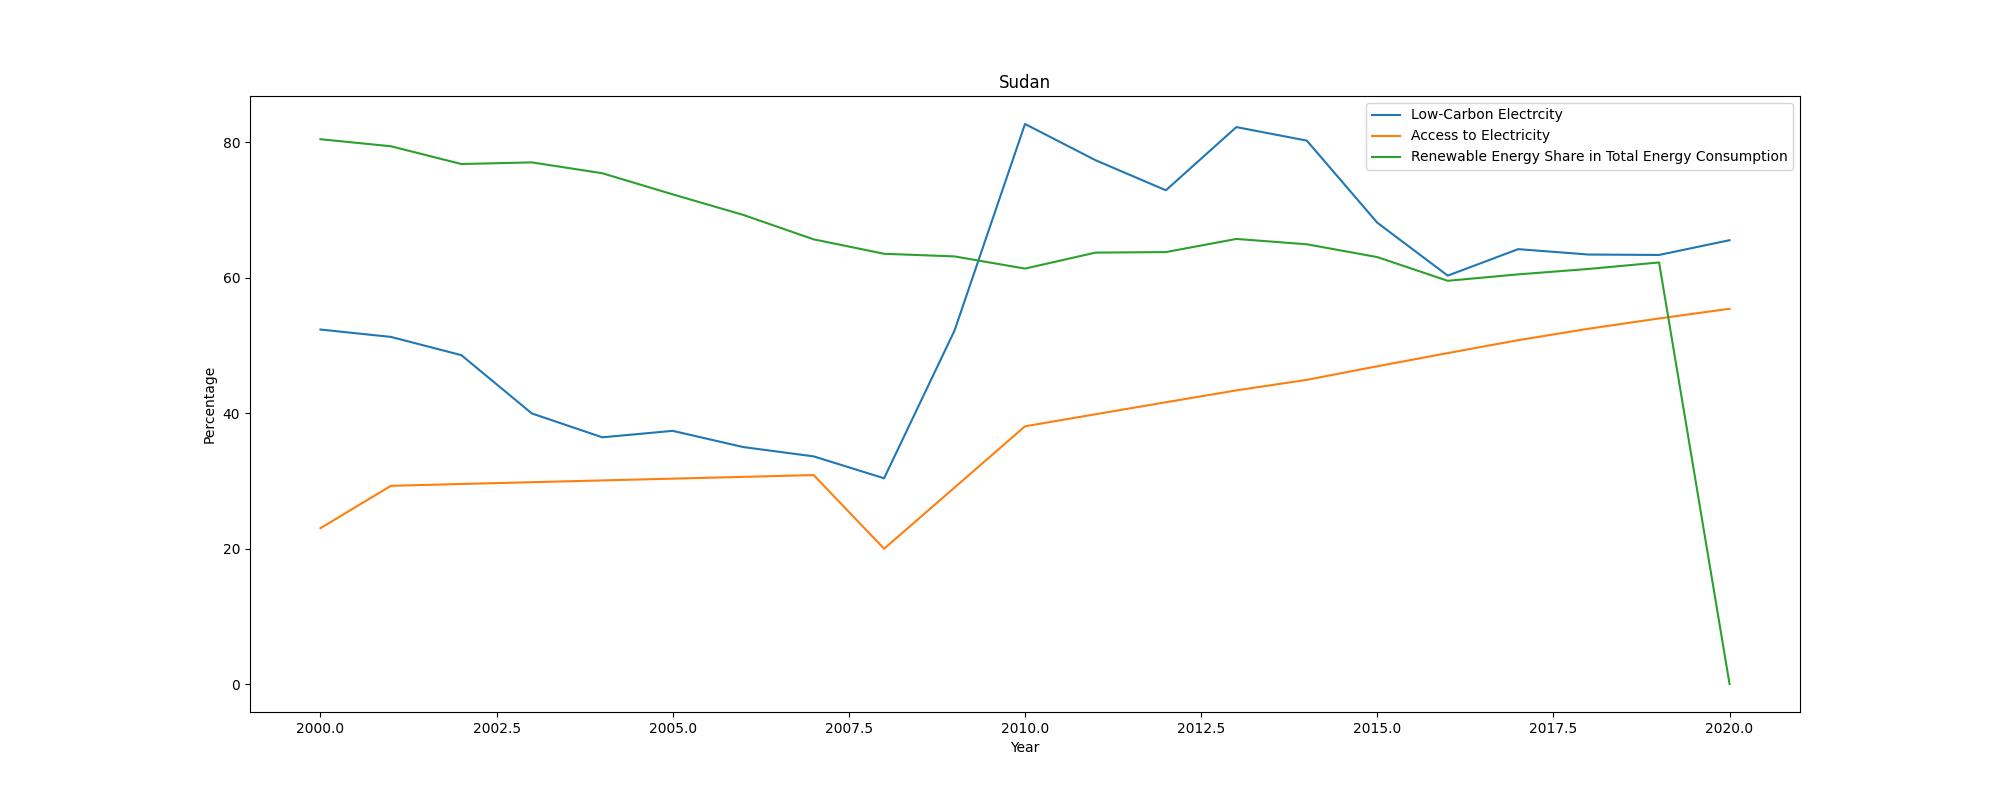 Sudan
Low-Carbon Electrcity
Access to Electricity
Renewable Energy Share in Total Energy Consumption
Percentage
80
60
40
20
0
2000.0 2002.5 2005.0 2007.5 2010.0 2012.5 2015.0 2017.5 2020.0
Year